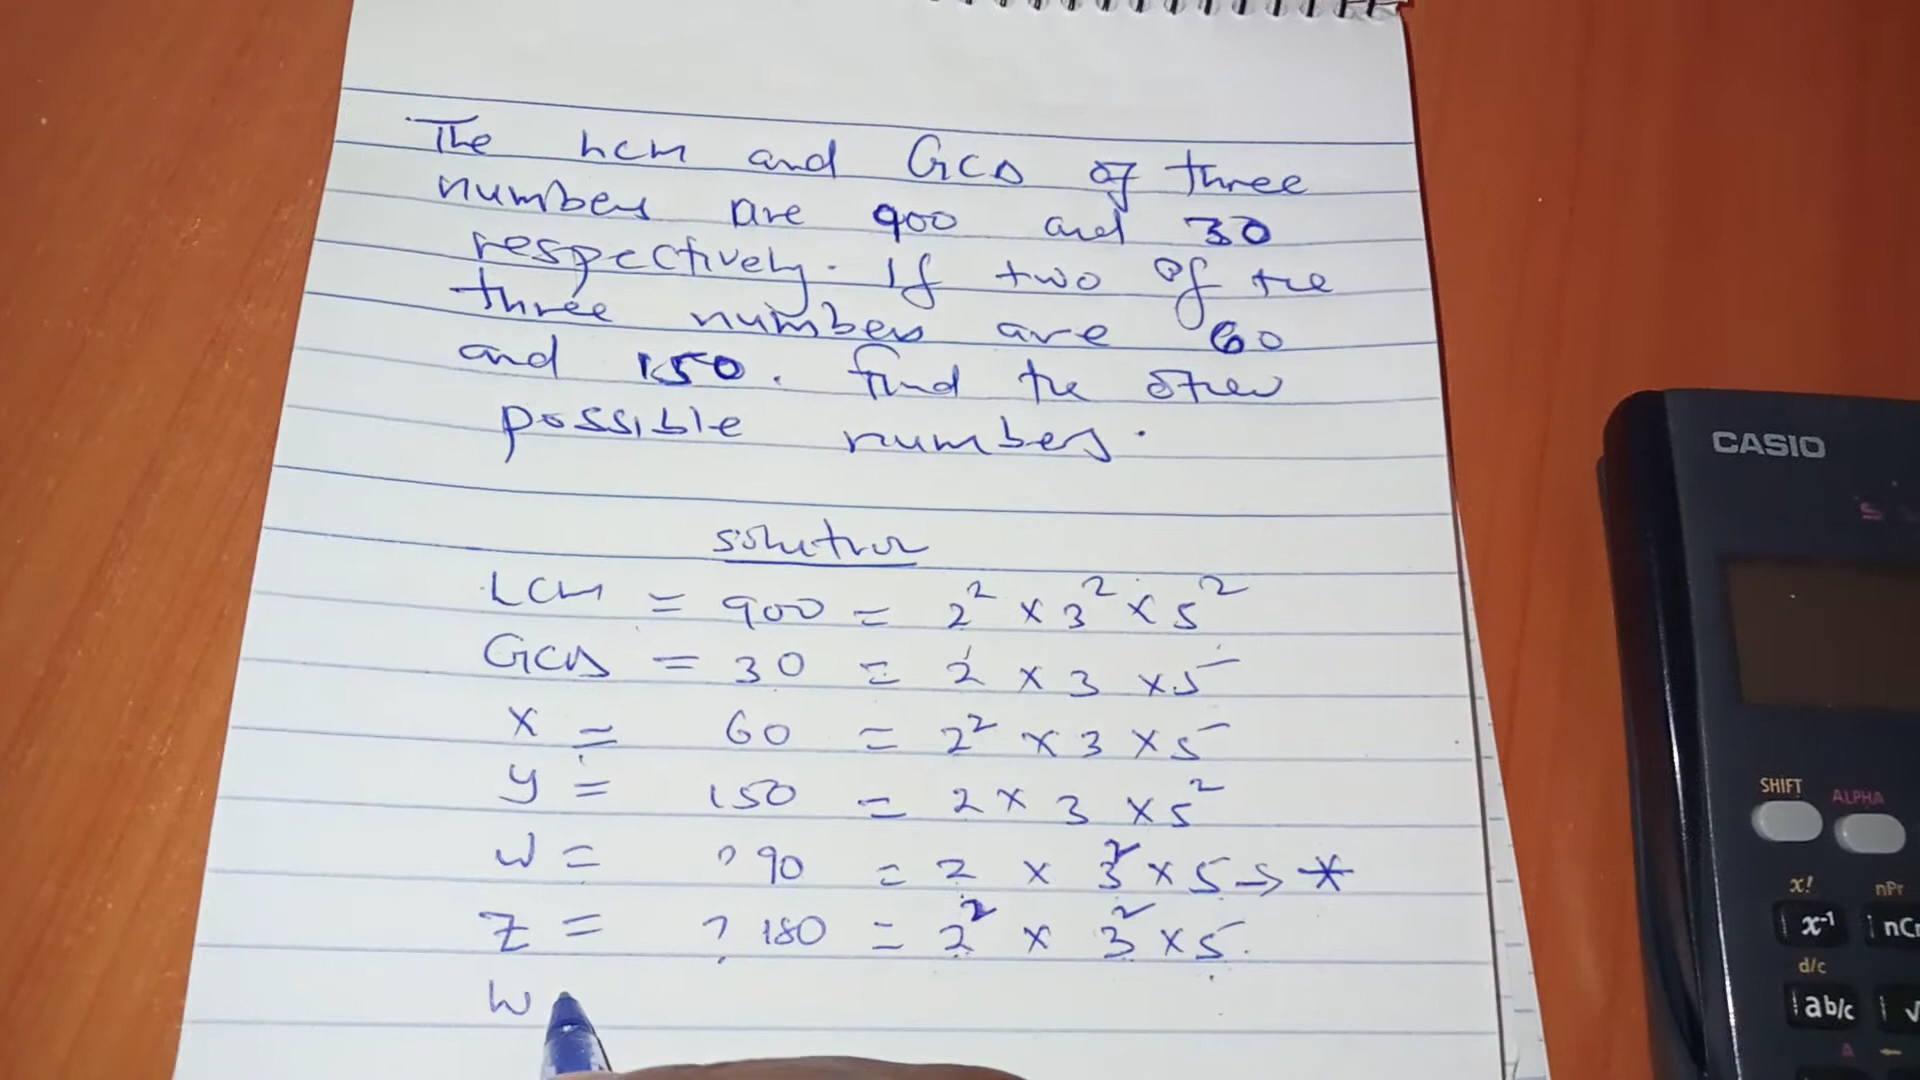 The LCM and GCD of three
numbers are 900 and 30
respectively. If two of the
three numbers are 60
and 150. find the other
possible numbers.
solution
LCM = 900 = 2² × 3² × 5²
GCD = 30 = 2 × 3 × 5
x = 60 = 2² × 3 × 5
y = 150 = 2 × 3 × 5²
W = ? 90 = 2 × 3² × 5 → *
Z = ? 180 = 2² × 3² × 5.
W
CASIO
S
SHIFT
ALPHA
x!
nPr
x⁻¹
nCr
d/c
ab/c
√
A